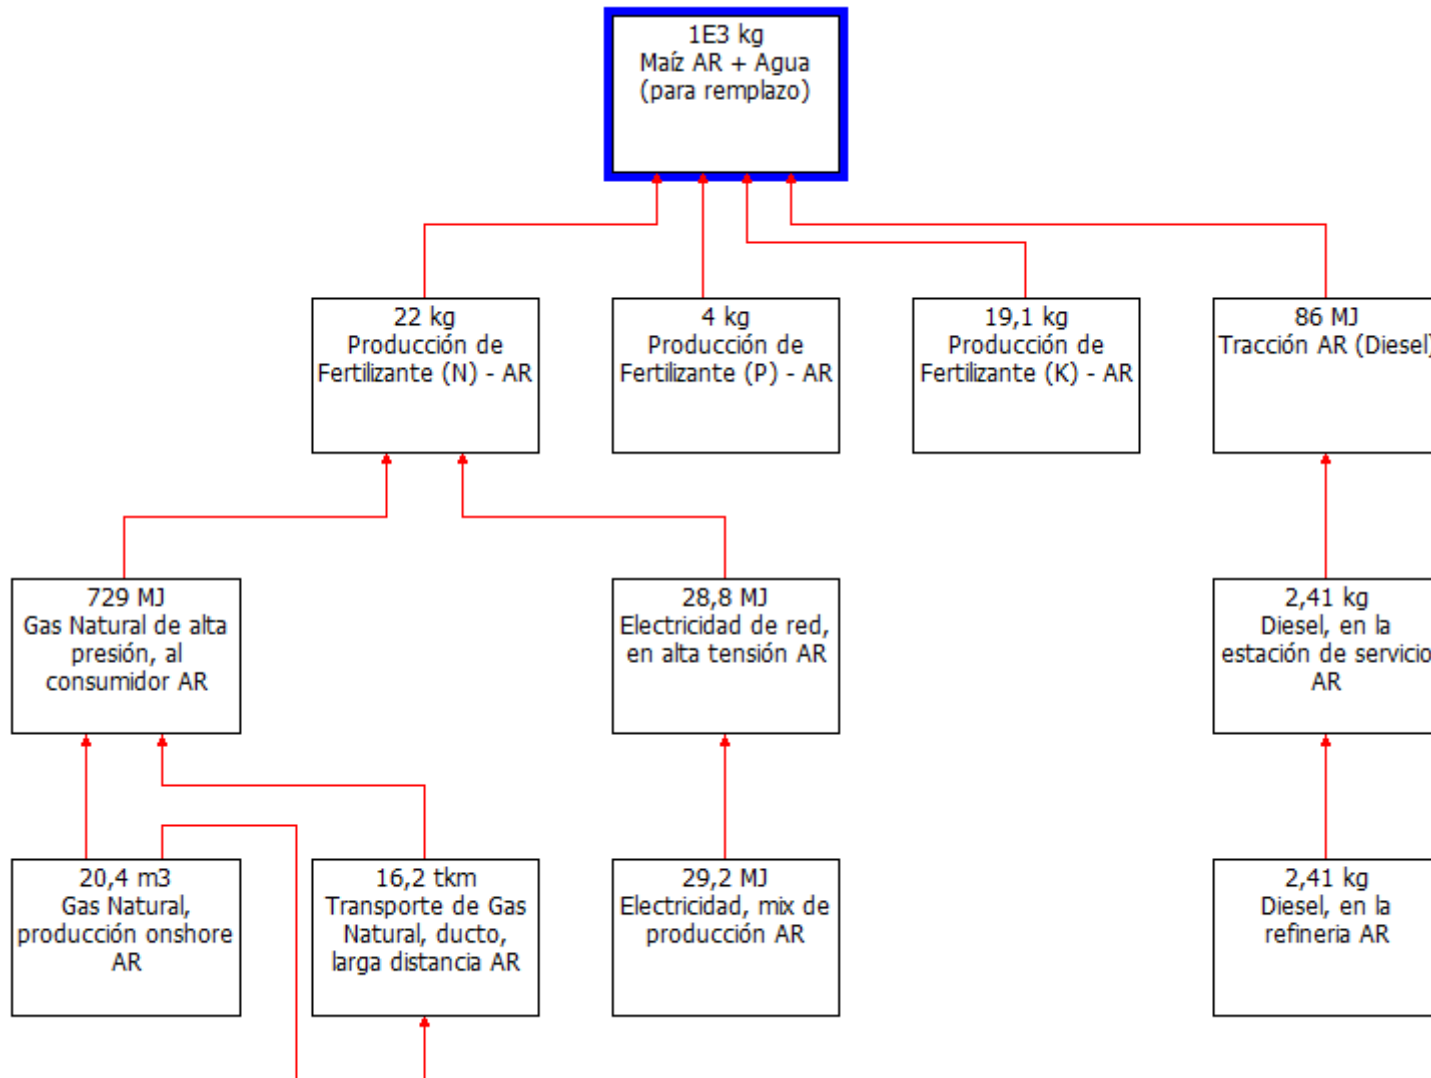 1E3 kg
Maíz AR + Agua
(para remplazo)
22 kg
Producción de
Fertilizante (N) - AR
4 kg
Producción de
Fertilizante (P) - AR
19,1 kg
Producción de
Fertilizante (K) - AR
86 MJ
Tracción AR (Diesel)
729 MJ
Gas Natural de alta
presión, al
consumidor AR
28,8 MJ
Electricidad de red,
en alta tensión AR
2,41 kg
Diesel, en la
estación de servicio
AR
20,4 m3
Gas Natural,
producción onshore
AR
16,2 tkm
Transporte de Gas
Natural, ducto,
larga distancia AR
29,2 MJ
Electricidad, mix de
producción AR
2,41 kg
Diesel, en la
refineria AR